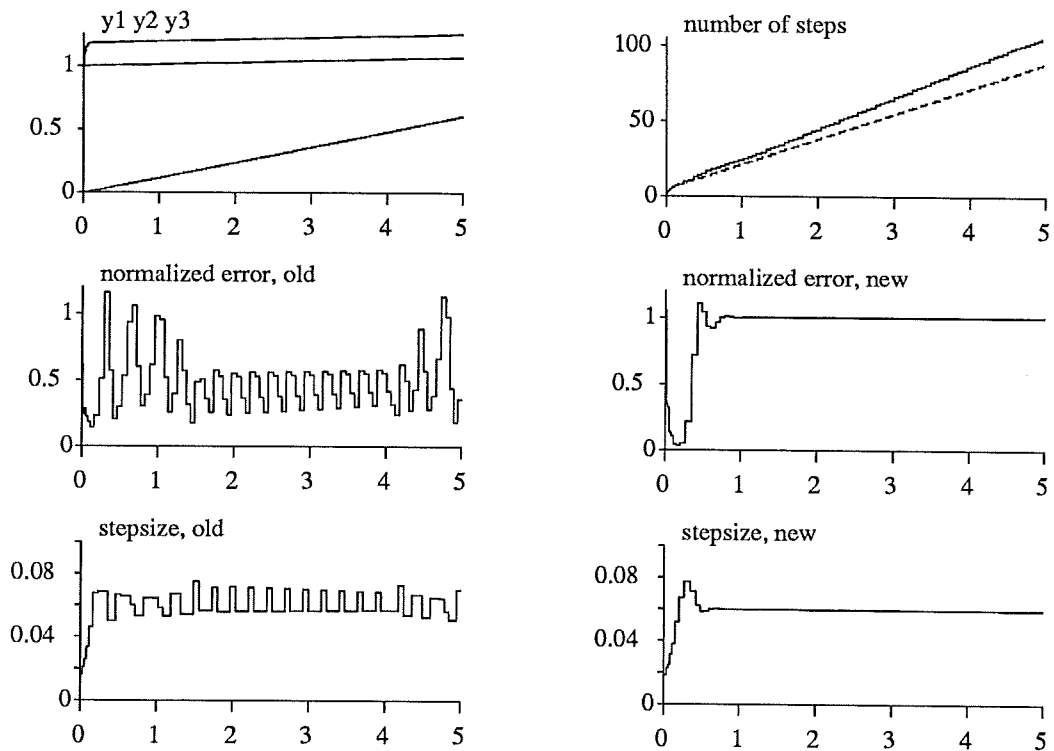 y1 y2 y3
1
0.5
0
0 1 2 3 4 5
number of steps
100
50
0
0 1 2 3 4 5
normalized error, old
1
0.5
0
0 1 2 3 4 5
normalized error, new
1
0.5
0
0 1 2 3 4 5
stepsize, old
0.08
0.04
0
0 1 2 3 4 5
stepsize, new
0.08
0.04
0
0 1 2 3 4 5